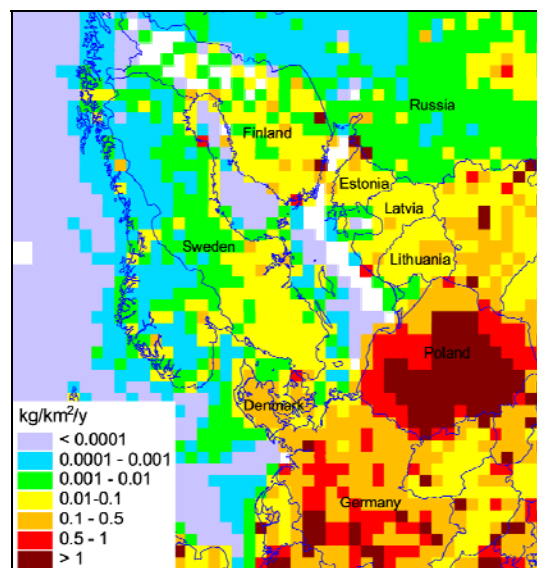 Russia
Finland
Estonia
Latvia
Sweden
Lithuania
Poland
Denmark
Germany
kg/km²/y
< 0.0001
0.0001 - 0.001
0.001 - 0.01
0.01-0.1
0.1 - 0.5
0.5 - 1
> 1